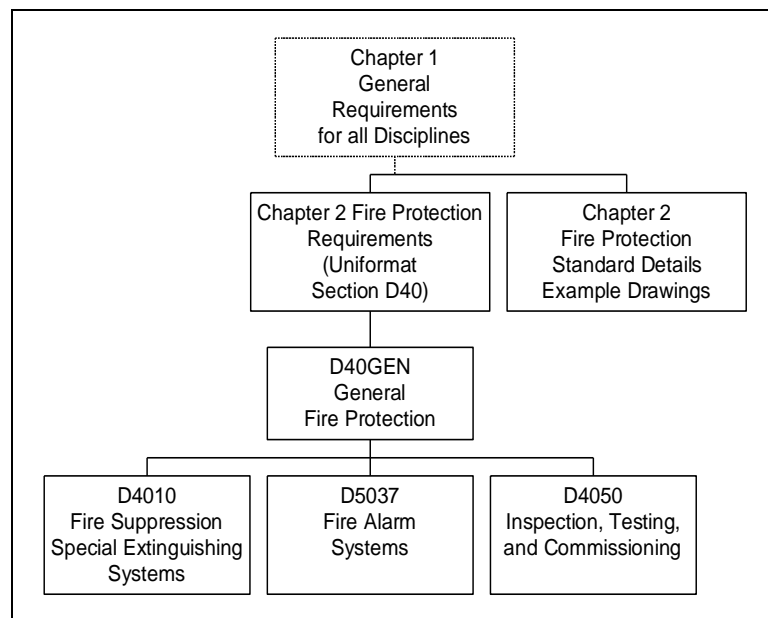 Chapter 1
General
Requirements
for all Disciplines
Chapter 2 Fire Protection
Requirements
(Uniformat
Section D40)
Chapter 2
Fire Protection
Standard Details
Example Drawings
D40GEN
General
Fire Protection
D4010
Fire Suppression
Special Extinguishing
Systems
D5037
Fire Alarm
Systems
D4050
Inspection, Testing,
and Commissioning